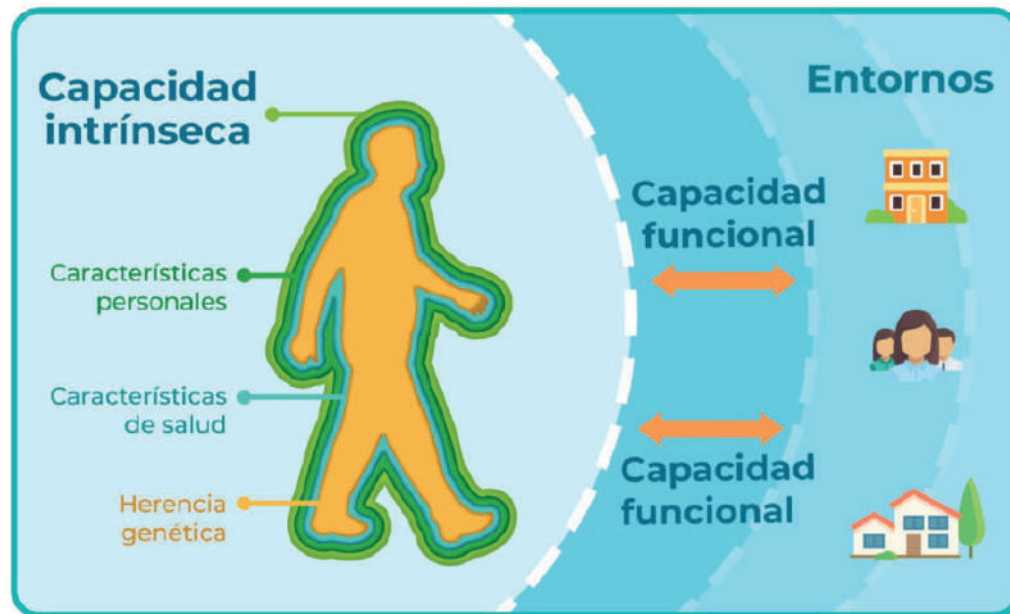 Capacidad
intrínseca
Características
personales
Características
de salud
Herencia
genética
Capacidad
funcional
Capacidad
funcional
Entornos